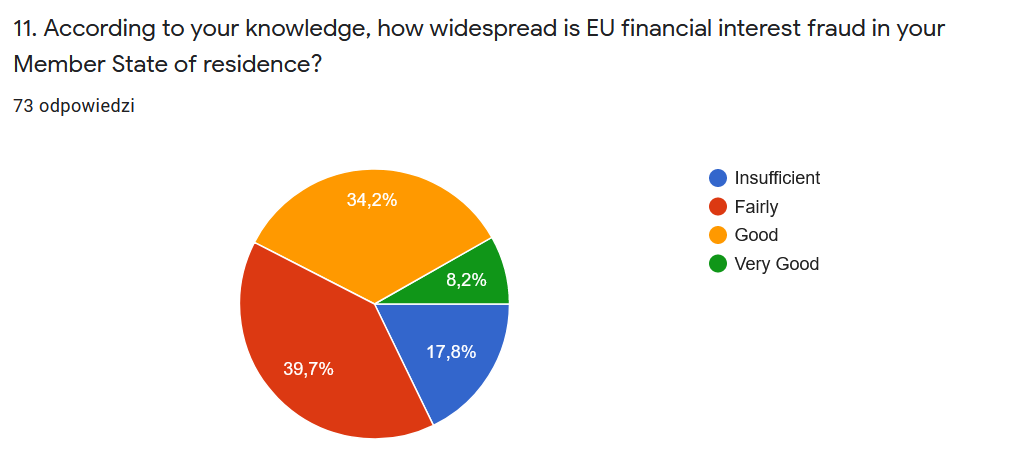 11. According to your knowledge, how widespread is EU financial interest fraud in your
Member State of residence?
73 odpowiedzi
34,2%
8,2%
17,8%
39,7%
Insufficient
Fairly
Good
Very Good